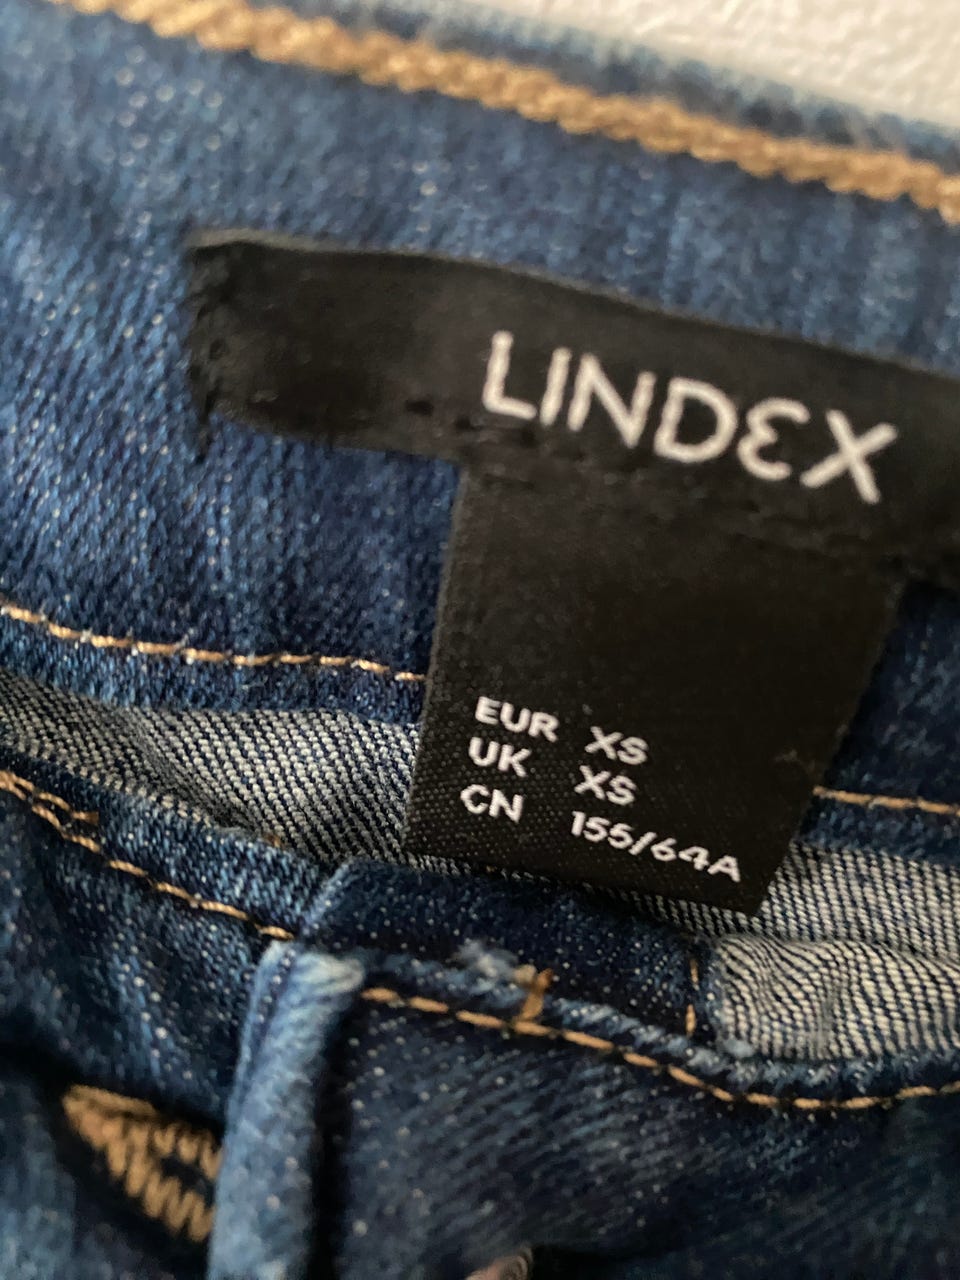 LINDEX
EUR XS
UK XS
CN 155/64A